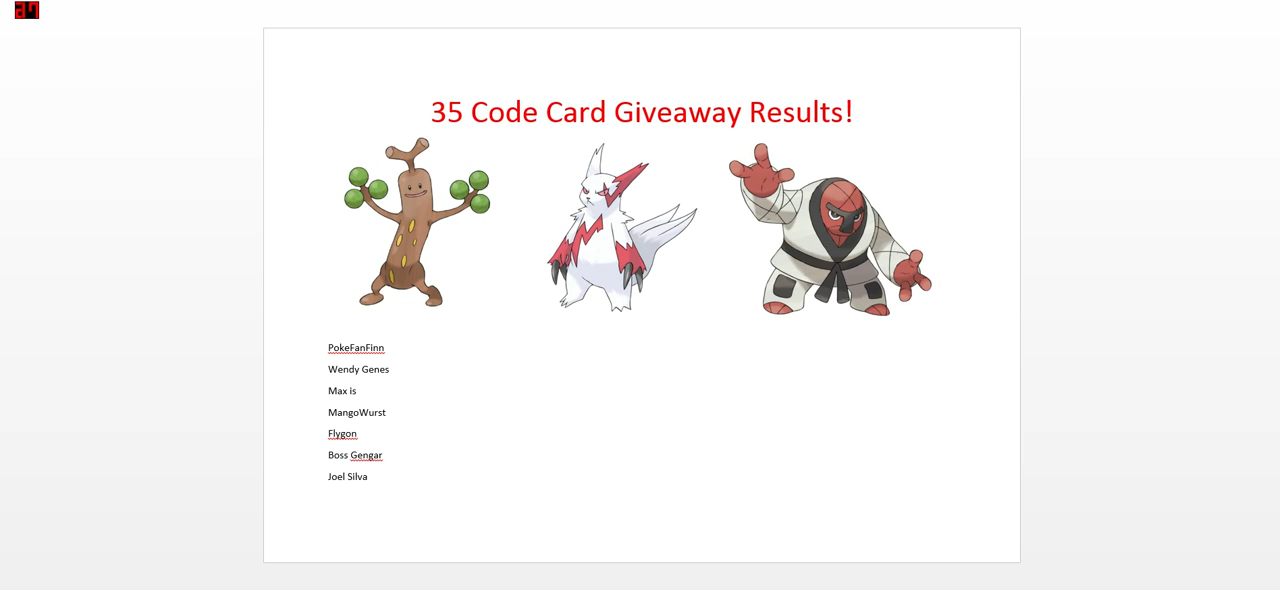 35 Code Card Giveaway Results!
PokeFanFinn
Wendy Genes
Max is
MangoWurst
Flygon
Boss Gengar
Joel Silva